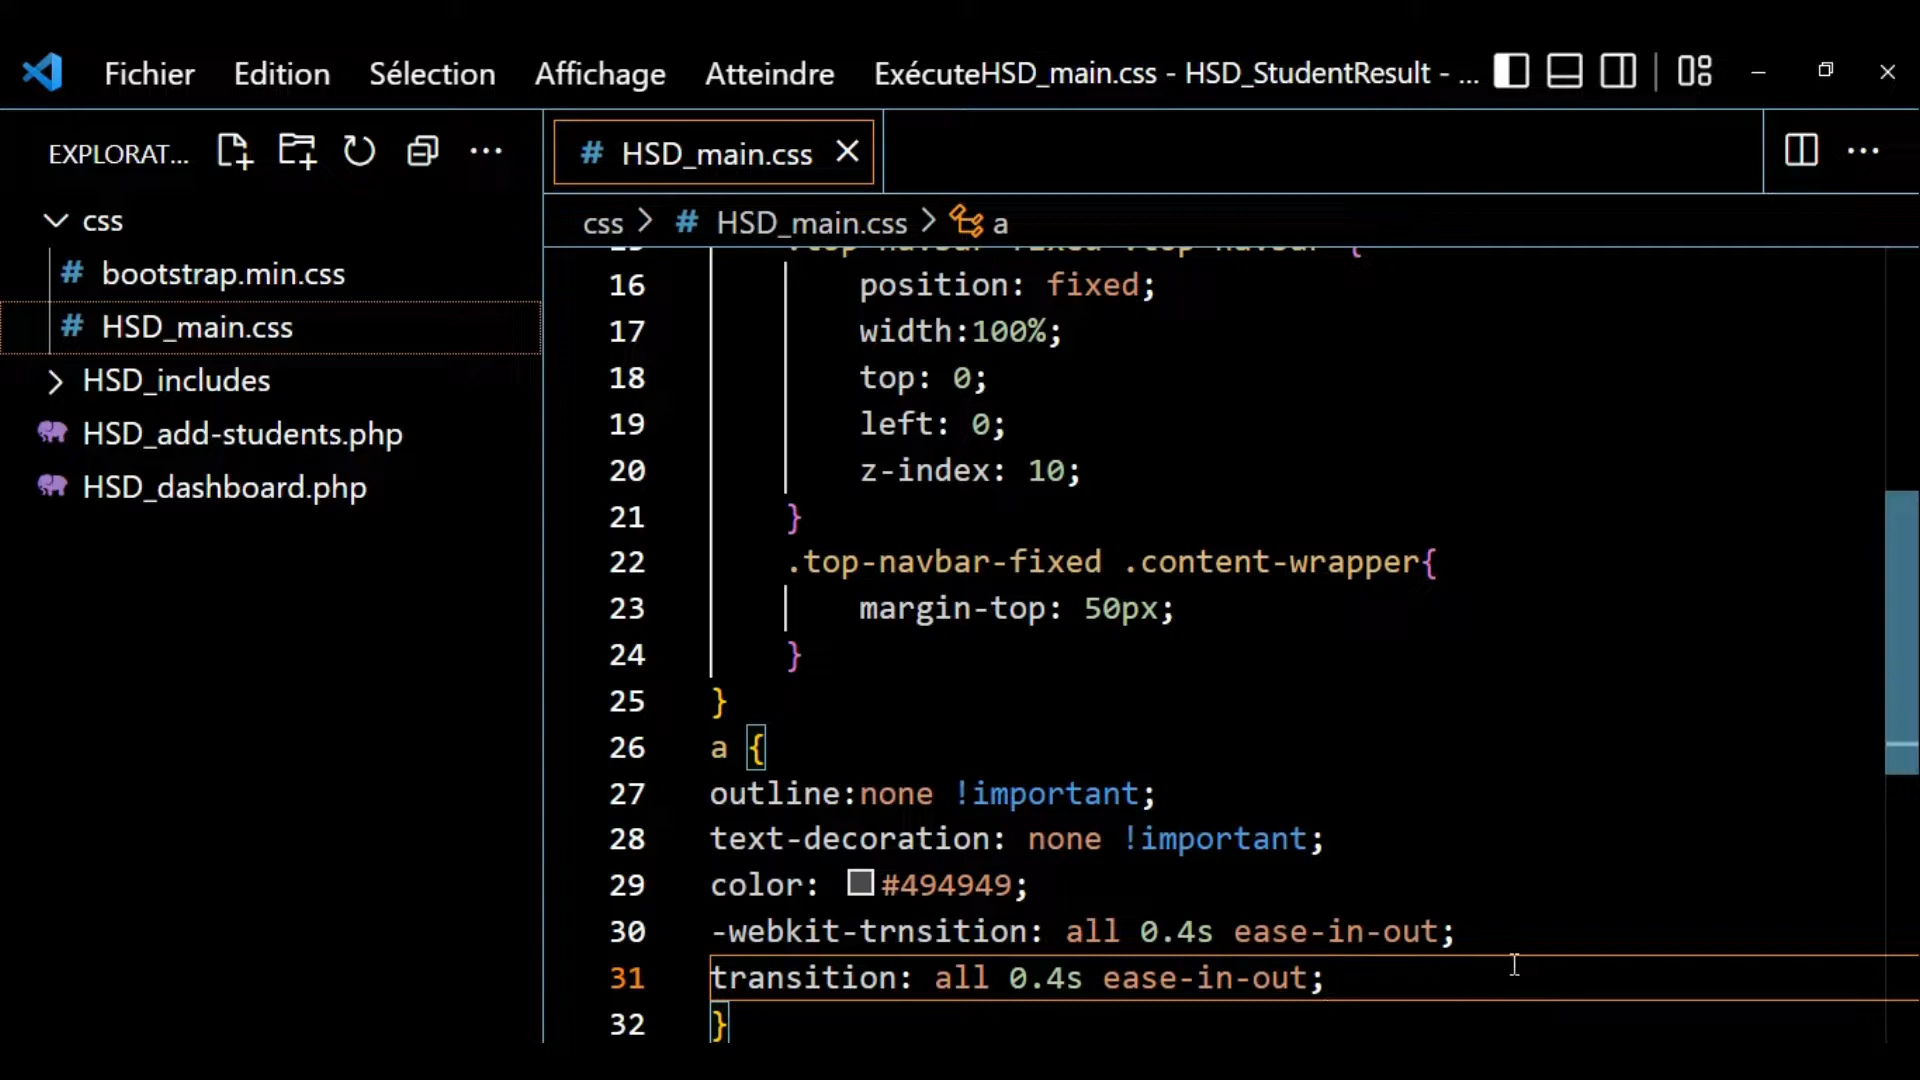 Fichier Edition Sélection Affichage Atteindre ExécuteHSD_main.css - HSD_StudentResult - ...
EXPLORAT...
css
bootstrap.min.css
HSD_main.css
HSD_includes
HSD_add-students.php
HSD_dashboard.php
# HSD_main.css
css > # HSD_main.css > a
16 position: fixed;
17 width:100%;
18 top: 0;
19 left: 0;
20 z-index: 10;
21 }
22 .top-navbar-fixed .content-wrapper{
23 margin-top: 50px;
24 }
25 }
26 a {
27 outline:none !important;
28 text-decoration: none !important;
29 color: #494949;
30 -webkit-trnsition: all 0.4s ease-in-out;
31 transition: all 0.4s ease-in-out;
32 }